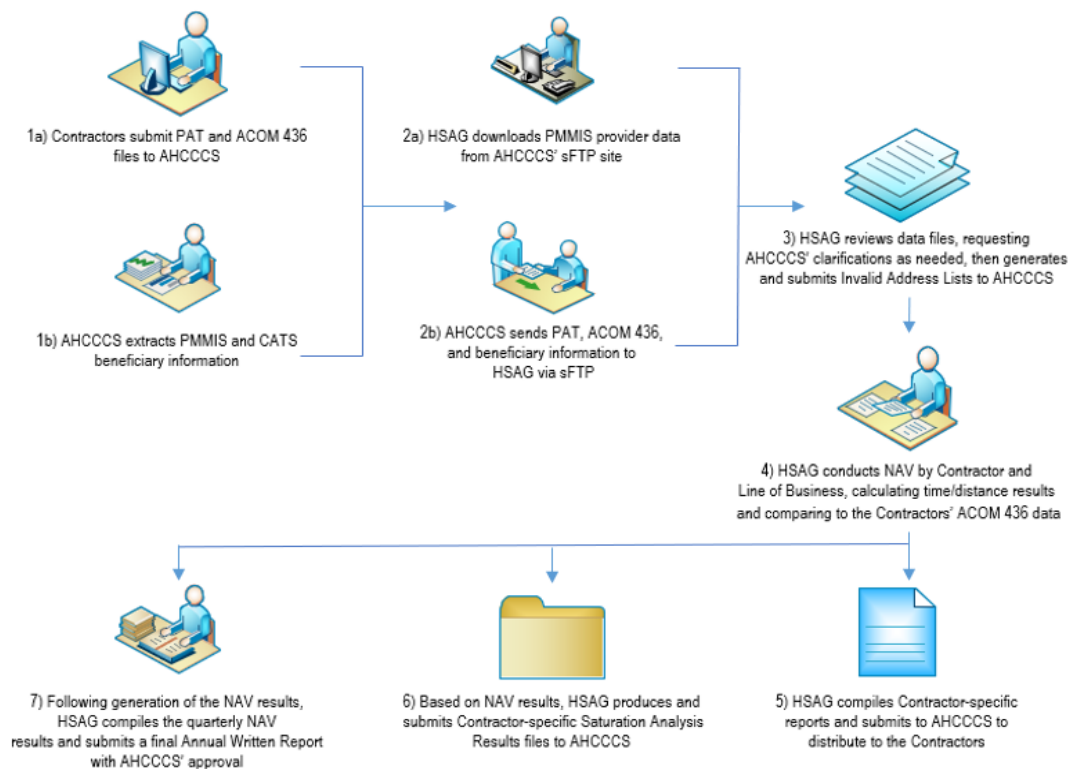 1a) Contractors submit PAT and ACOM 436
files to AHCCCS
2a) HSAG downloads PMMIS provider data
from AHCCCS' sFTP site
1b) AHCCCS extracts PMMIS and CATS
beneficiary information
2b) AHCCCS sends PAT, ACOM 436,
and beneficiary information to
HSAG via sFTP
3) HSAG reviews data files, requesting
AHCCCS' clarifications as needed, then generates
and submits Invalid Address Lists to AHCCCS
4) HSAG conducts NAV by Contractor and
Line of Business, calculating time/distance results
and comparing to the Contractors' ACOM 436 data
7) Following generation of the NAV results,
HSAG compiles the quarterly NAV
results and submits a final Annual Written Report
with AHCCCS' approval
6) Based on NAV results, HSAG produces and
submits Contractor-specific Saturation Analysis
Results files to AHCCCS
5) HSAG compiles Contractor-specific
reports and submits to AHCCCS to
distribute to the Contractors